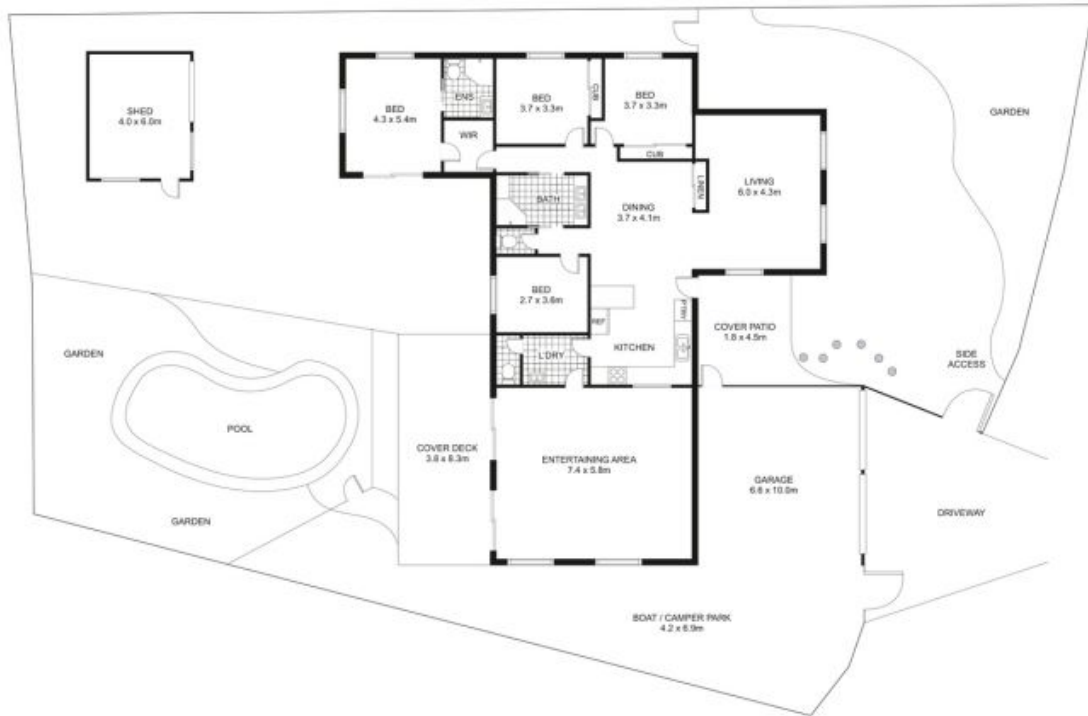 SHED
4.0 x 6.0m
BED
4.3 x 5.4m
ENS
WIR
BED
3.7 x 3.3m
CUB
BED
3.7 x 3.3m
CUB
LINEN
GARDEN
LIVING
6.0 x 4.3m
BATH
DINING
3.7 x 4.1m
BED
2.7 x 3.6m
REF
P'TRY
KITCHEN
L'DRY
COVER PATIO
1.8 x 4.5m
SIDE
ACCESS
GARDEN
POOL
GARDEN
COVER DECK
3.8 x 8.3m
ENTERTAINING AREA
7.4 x 5.8m
GARAGE
6.6 x 10.0m
DRIVEWAY
BOAT / CAMPER PARK
4.2 x 6.9m